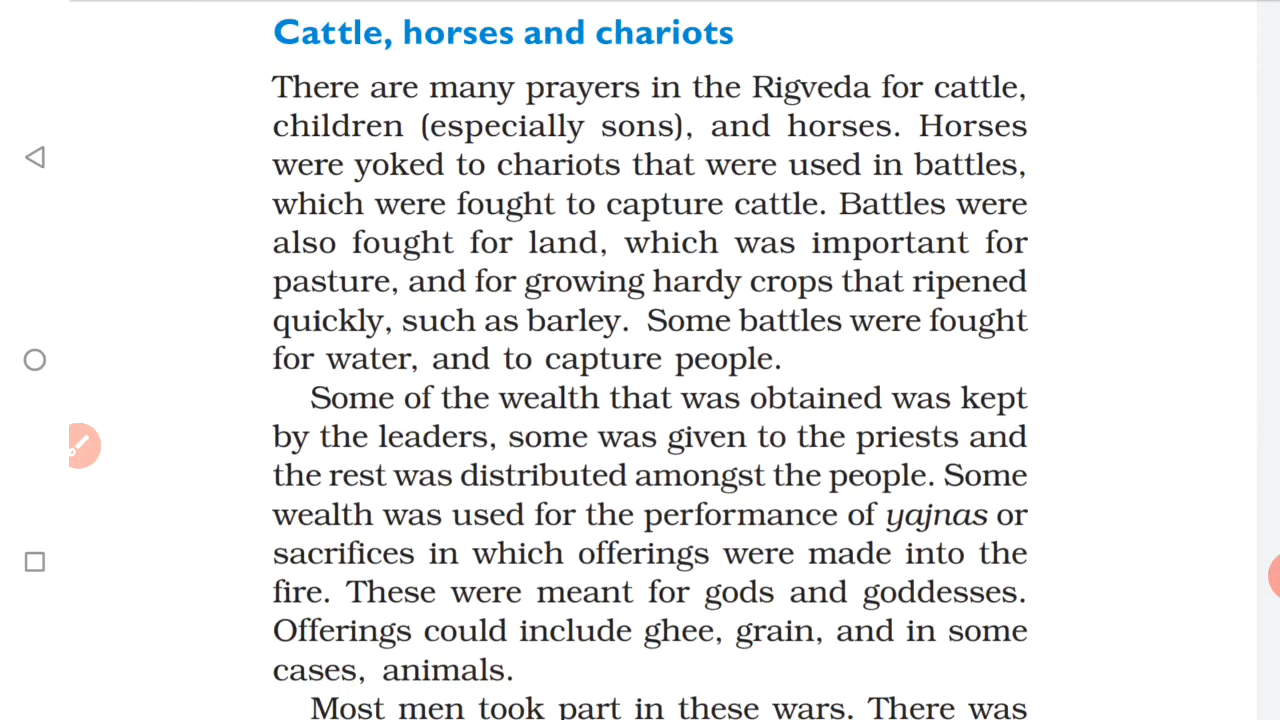 Cattle, horses and chariots
There are many prayers in the Rigveda for cattle,
children (especially sons), and horses. Horses
were yoked to chariots that were used in battles,
which were fought to capture cattle. Battles were
also fought for land, which was important for
pasture, and for growing hardy crops that ripened
quickly, such as barley. Some battles were fought
for water, and to capture people.
Some of the wealth that was obtained was kept
by the leaders, some was given to the priests and
the rest was distributed amongst the people. Some
wealth was used for the performance of yajnas or
sacrifices in which offerings were made into the
fire. These were meant for gods and goddesses.
Offerings could include ghee, grain, and in some
cases, animals.
Most men took part in these wars. There was